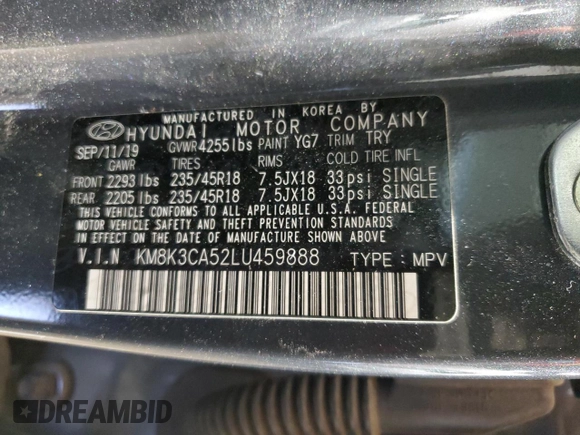 MANUFACTURED IN KOREA BY
HYUNDAI MOTOR COMPANY
SEP/11/19 GVWR 4255lbs PAINT YG7 TRIM TRY
GAWR TIRES RIMS COLD TIRE INFL
FRONT 2293 lbs 235/45R18 7.5JX18 33 psi SINGLE
REAR 2205 lbs 235/45R18 7.5JX18 33 psi SINGLE
THIS VEHICLE CONFORMS TO ALL APPLICABLE U.S.A. FEDERAL
MOTOR VEHICLE SAFETY AND THEFT PREVENTION STANDARDS
IN EFFECT ON THE DATE OF MANUFACTURE SHOWN ABOVE.
V.I.N KM8K3CA52LU459888 TYPE : MPV
DREAMBID